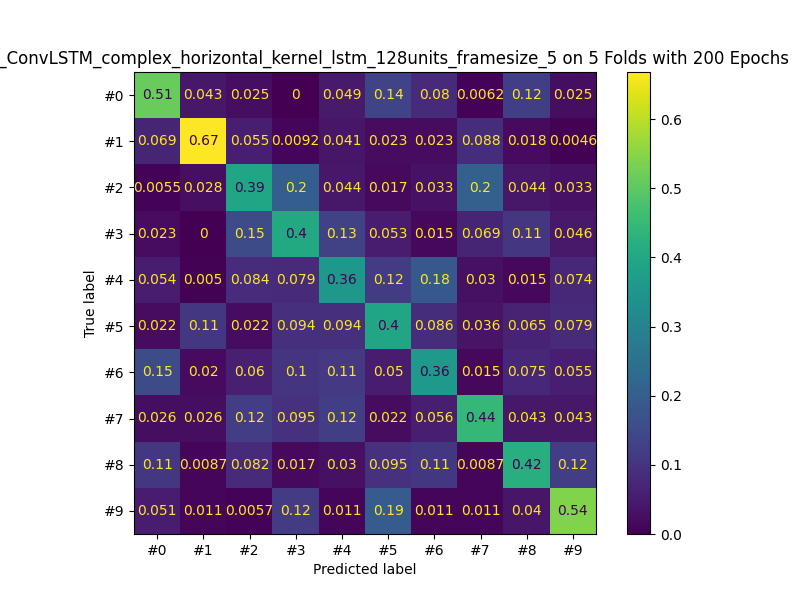 _ConvLSTM_complex_horizontal_kernel_lstm_128units_framesize_5 on 5 Folds with 200 Epochs
#0 0.51 0.043 0.025 0 0.049 0.14 0.08 0.0062 0.12 0.025
#1 0.069 0.67 0.055 0.0092 0.041 0.023 0.023 0.088 0.018 0.0046
#2 0.0055 0.028 0.39 0.2 0.044 0.017 0.033 0.2 0.044 0.033
#3 0.023 0 0.15 0.4 0.13 0.053 0.015 0.069 0.11 0.046
#4 0.054 0.005 0.084 0.079 0.36 0.12 0.18 0.03 0.015 0.074
#5 0.022 0.11 0.022 0.094 0.094 0.4 0.086 0.036 0.065 0.079
#6 0.15 0.02 0.06 0.1 0.11 0.05 0.36 0.015 0.075 0.055
#7 0.026 0.026 0.12 0.095 0.12 0.022 0.056 0.44 0.043 0.043
#8 0.11 0.0087 0.082 0.017 0.03 0.095 0.11 0.0087 0.42 0.12
#9 0.051 0.011 0.0057 0.12 0.011 0.19 0.011 0.011 0.04 0.54
#0 #1 #2 #3 #4 #5 #6 #7 #8 #9
Predicted label
True label
0.6
0.5
0.4
0.3
0.2
0.1
0.0